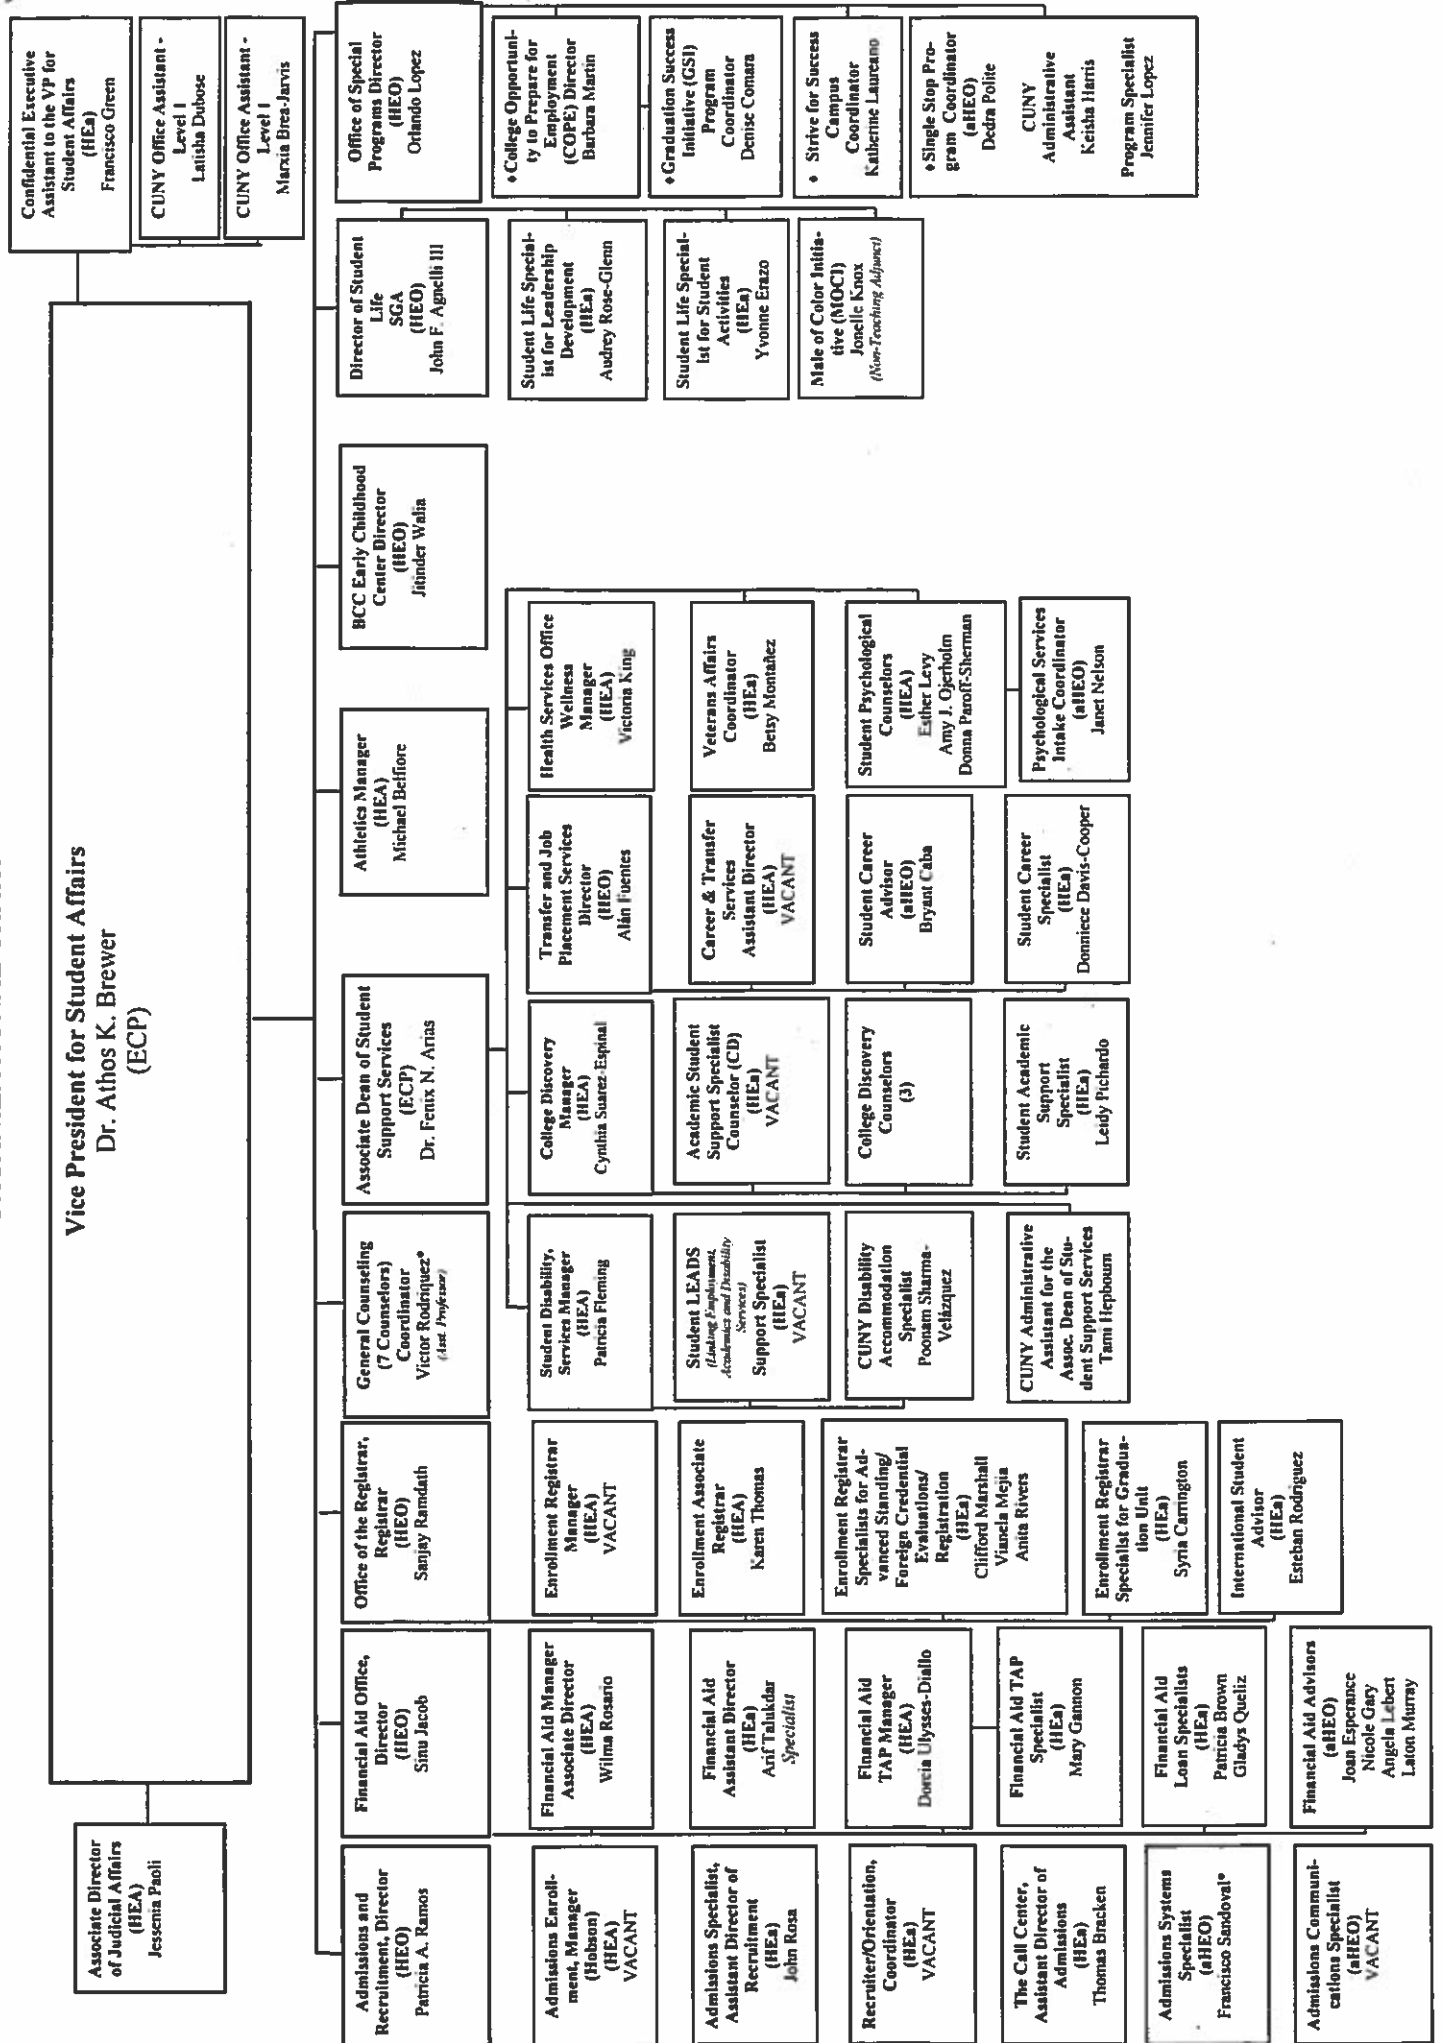 Vice President for Student Affairs
Dr. Athos K. Brewer
(ECP)
Associate Director
of Judicial Affairs
(HEA)
Jessenia Paoli
Confidential Executive
Assistant to the VP for
Student Affairs
(HEa)
Francisco Green
CUNY Office Assistant -
Level I
Latisha Dubose
CUNY Office Assistant -
Level I
Marxia Brea-Jarvis
Admissions and
Recruitment, Director
(HEO)
Patricia A. Ramos
Admissions Enroll-
ment, Manager
(Hobson)
(HEA)
VACANT
Admissions Specialist,
Assistant Director of
Recruitment
(HEa)
John Rosa
Recruiter/Orientation,
Coordinator
(HEa)
VACANT
The Call Center,
Assistant Director of
Admissions
(HEa)
Thomas Bracken
Admissions Systems
Specialist
(aHEO)
Francisco Sandoval*
Admissions Communi-
cations Specialist
(aHEO)
VACANT
Financial Aid Office,
Director
(HEO)
Sinu Jacob
Financial Aid Manager
Associate Director
(HEA)
Wilma Rosario
Financial Aid
Assistant Director
(HEa)
Arif Talukdar
Specialist
Financial Aid
TAP Manager
(HEA)
Dorcia Ulysses-Diallo
Financial Aid TAP
Specialist
(HEa)
Mary Gannon
Financial Aid
Loan Specialists
(HEa)
Patricia Brown
Gladys Queliz
Financial Aid Advisors
(aHEO)
Joan Esperance
Nicole Gary
Angela Lebert
Laton Murray
Office of the Registrar,
Registrar
(HEO)
Sanjay Ramdath
Enrollment Registrar
Manager
(HEA)
VACANT
Enrollment Associate
Registrar
(HEA)
Karen Thomas
Enrollment Registrar
Specialists for Ad-
vanced Standing/
Foreign Credential
Evaluations/
Registration
(HEa)
Clifford Marshall
Vianela Mejia
Anita Rivers
Enrollment Registrar
Specialist for Gradua-
tion Unit
(HEa)
Syria Carrington
International Student
Advisor
(HEa)
Esteban Rodriguez
General Counseling
(7 Counselors)
Coordinator
Victor Rodriquez*
(Asst. Professor)
Associate Dean of Student
Support Services
(ECP)
Dr. Fenix N. Arias
Student Disability,
Services Manager
(HEA)
Patricia Fleming
Student LEADS
(Linking Employment,
Academics and Disability
Services)
Support Specialist
(HEa)
VACANT
CUNY Disability
Accommodation
Specialist
Poonam Sharma-
Velázquez
CUNY Administrative
Assistant for the
Assoc. Dean of Stu-
dent Support Services
Tami Hepbourn
College Discovery
Manager
(HEA)
Cynthia Suarez-Espinal
Academic Student
Support Specialist
Counselor (CD)
(HEa)
VACANT
College Discovery
Counselors
(3)
Student Academic
Support
Specialist
(HEa)
Leidy Pichardo
Transfer and Job
Placement Services
Director
(HEO)
Alán Fuentes
Career & Transfer
Services
Assistant Director
(HEA)
VACANT
Student Career
Advisor
(aHEO)
Bryant Caba
Student Career
Specialist
(HEa)
Donniece Davis-Cooper
Health Services Office
Wellness
Manager
(HEA)
Victoria King
Veterans Affairs
Coordinator
(HEa)
Betsy Montañez
Student Psychological
Counselors
(HEA)
Esther Levy
Amy J. Ojerholm
Donna Paroff-Sherman
Psychological Services
Intake Coordinator
(aHEO)
Janet Nelson
Athletics Manager
(HEA)
Michael Belfiore
BCC Early Childhood
Center Director
(HEO)
Jitinder Walia
Director of Student
Life
SGA
(HEO)
John F. Agnelli III
Student Life Special-
ist for Leadership
Development
(HEa)
Audrey Rose-Glenn
Student Life Special-
ist for Student
Activities
(HEa)
Yvonne Erazo
Male of Color Initia-
tive (MOCI)
Jonelle Knox
(Non-Teaching Adjunct)
Office of Special
Programs Director
(HEO)
Orlando Lopez
♦College Opportuni-
ty to Prepare for
Employment
(COPE) Director
Barbara Martin
♦Graduation Success
Initiative (GSI)
Program
Coordinator
Denise Comara
♦ Strive for Success
Campus
Coordinator
Katherine Laureano
♦Single Stop Pro-
gram Coordinator
(aHEO)
Dedra Polite
CUNY
Administrative
Assistant
Keisha Harris
Program Specialist
Jennifer Lopez